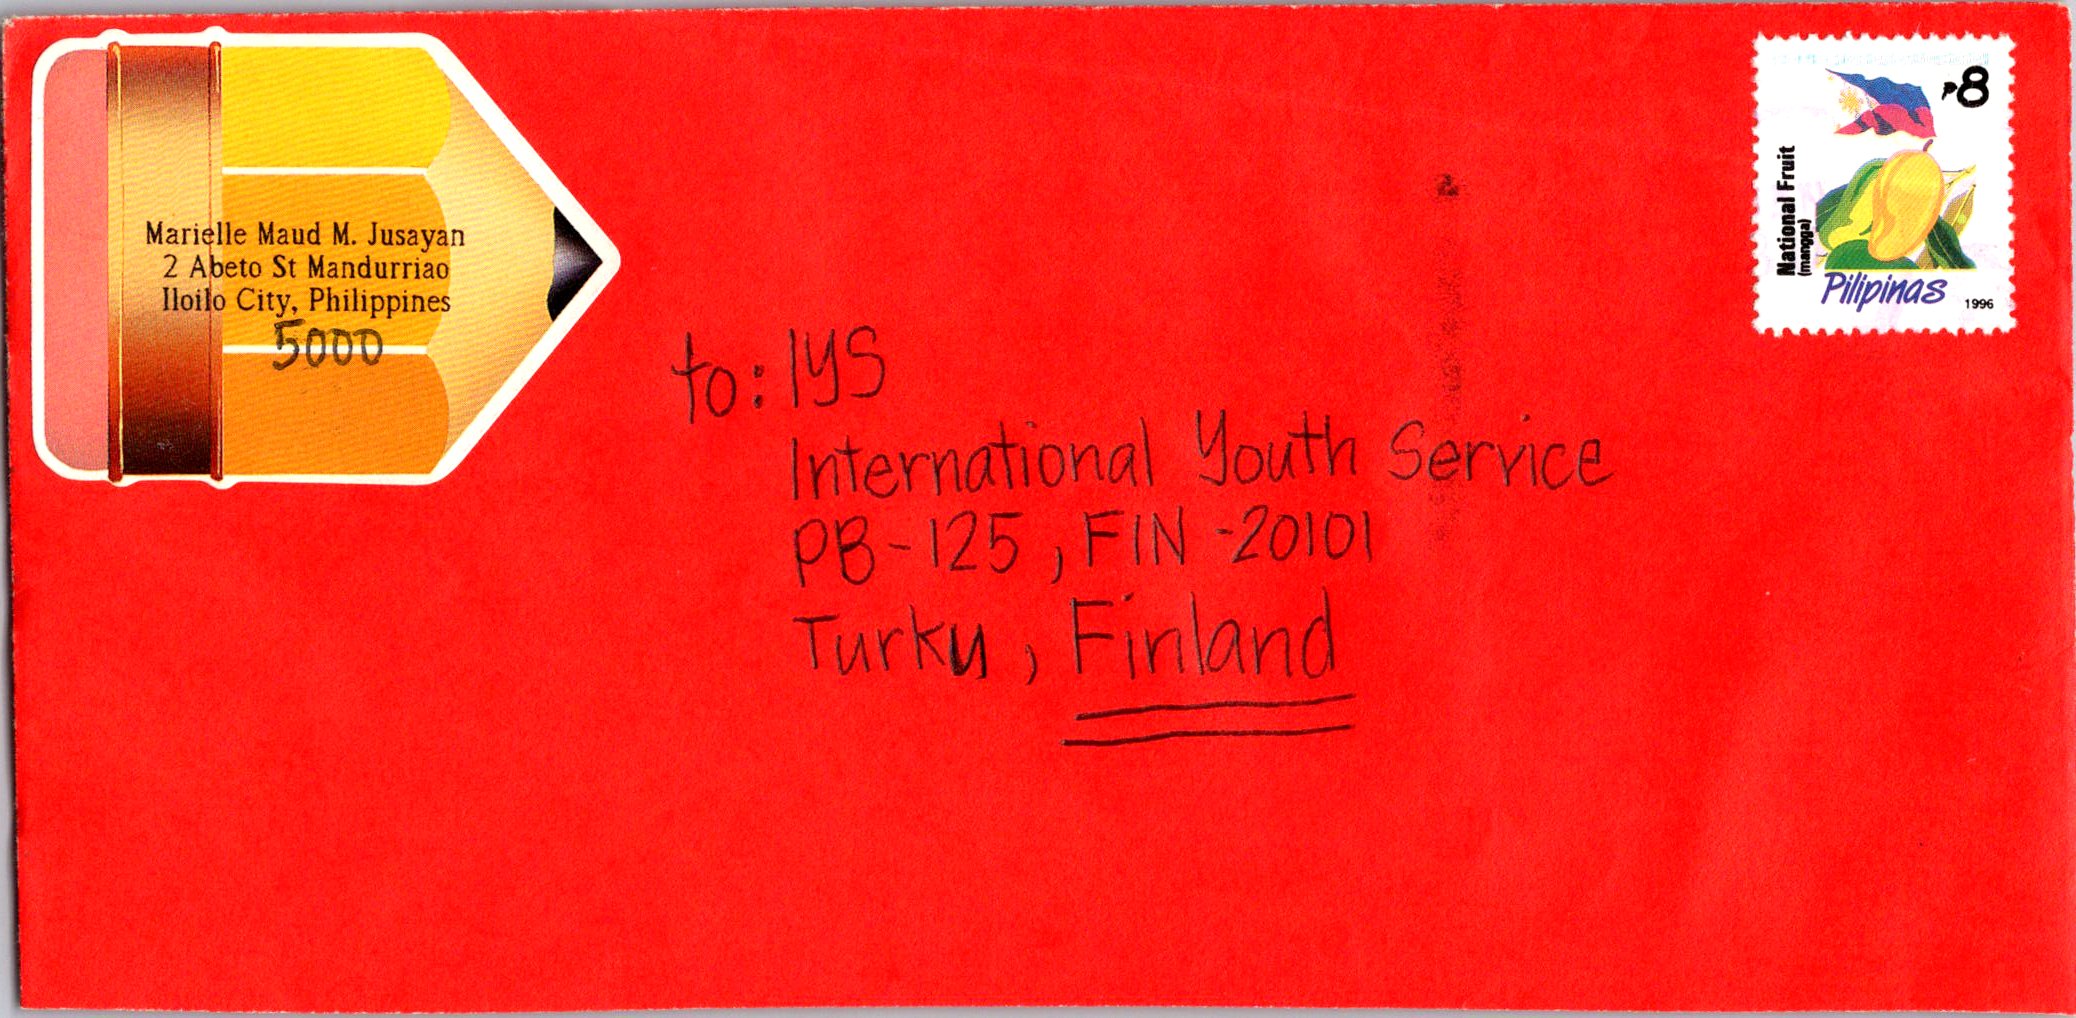 Marielle Maud M. Jusayan
2 Abeto St Mandurriao
Iloilo City, Philippines
5000
₱8
National Fruit
(mangga)
Pilipinas
1996
to: IYS
International Youth Service
PB-125, FIN-20101
Turku, Finland